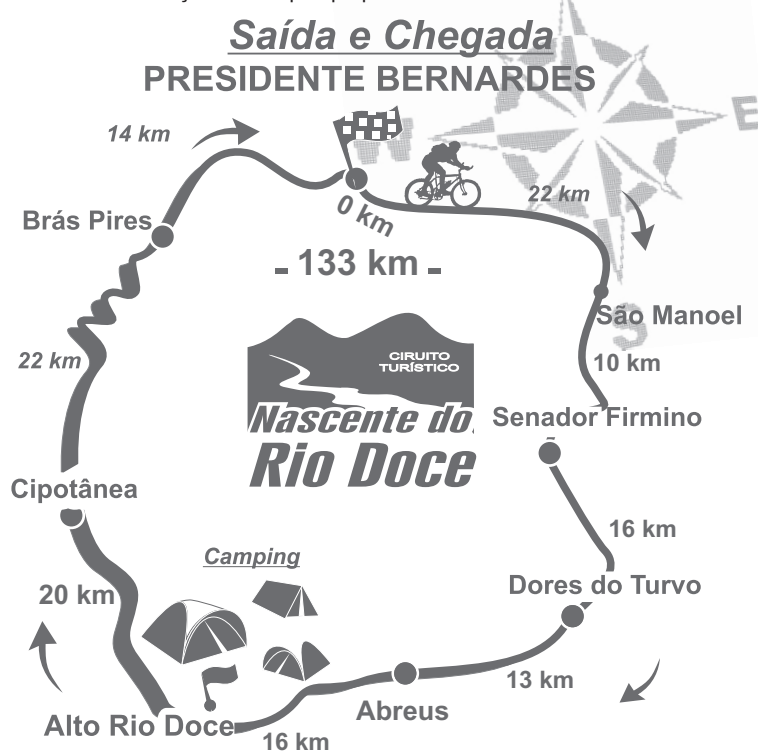 Saída e Chegada
PRESIDENTE BERNARDES
14 km
W
E
22 km
0 km
Brás Pires
- 133 km -
São Manoel
S
22 km
10 km
CIRUITO
TURÍSTICO
Nascente do
Rio Doce
Senador Firmino
Cipotânea
16 km
Camping
Dores do Turvo
20 km
13 km
Abreus
Alto Rio Doce
16 km